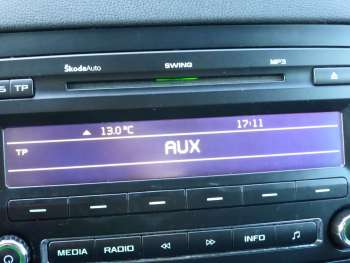 ŠkodaAuto SWING MP3
TP
13.0°C 17:11
TP AUX
MEDIA RADIO INFO